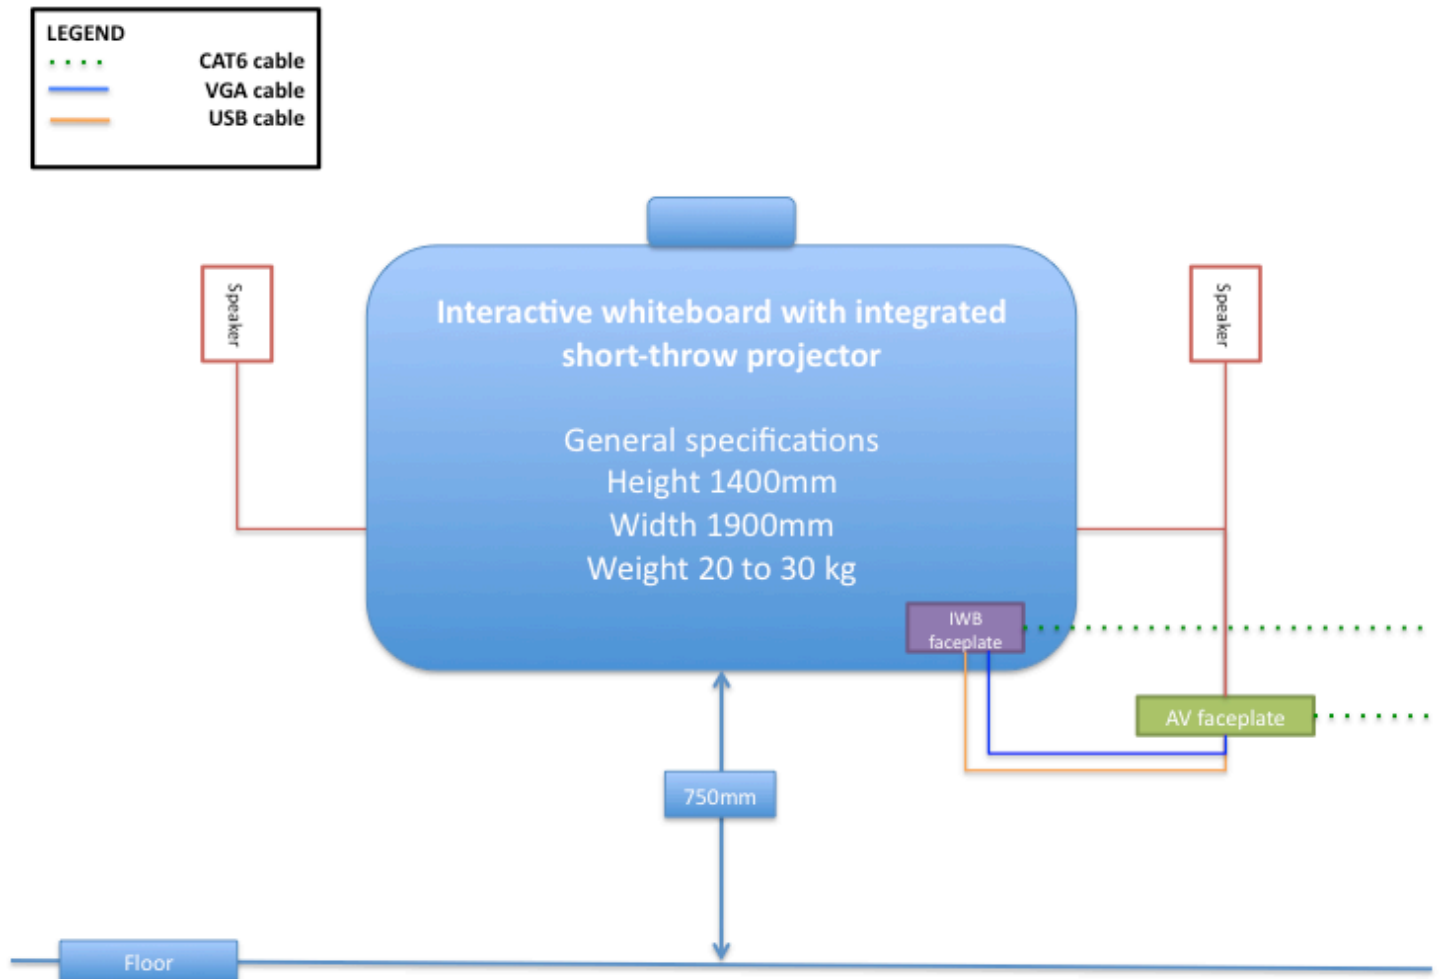 LEGEND
CAT6 cable
VGA cable
USB cable
Speaker
Speaker
Interactive whiteboard with integrated
short-throw projector
General specifications
Height 1400mm
Width 1900mm
Weight 20 to 30 kg
IWB
faceplate
AV faceplate
750mm
Floor